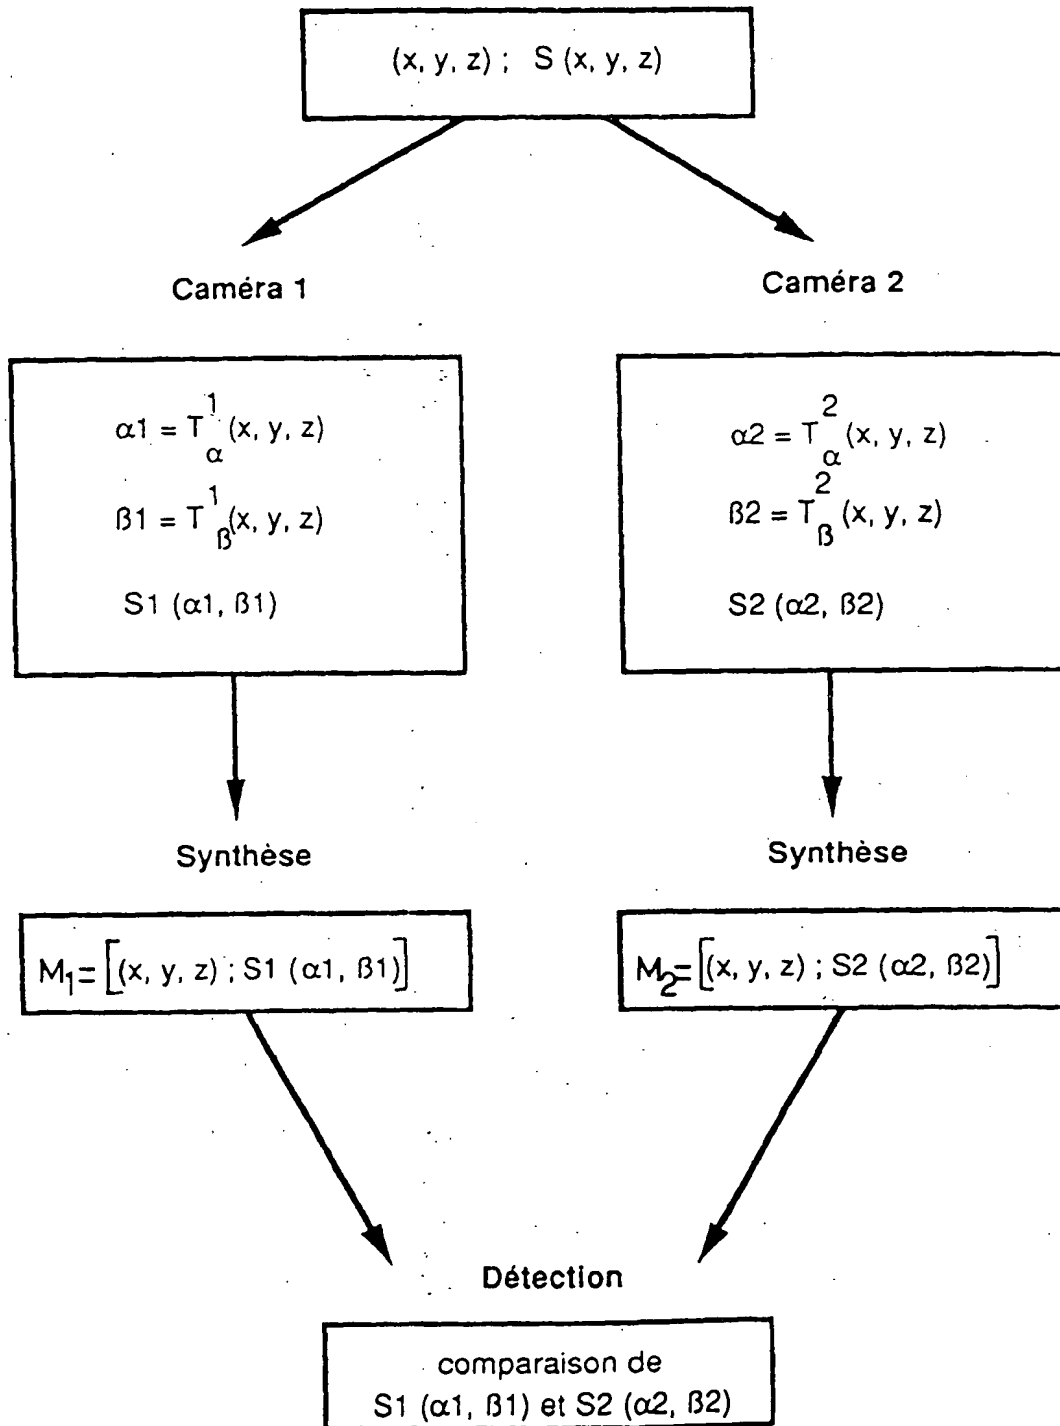 (x, y, z) ; S (x, y, z)
Caméra 1
Caméra 2
α1 = T¹α (x, y, z)
ß1 = T¹ß (x, y, z)
S1 (α1, ß1)
α2 = T²α (x, y, z)
ß2 = T²ß (x, y, z)
S2 (α2, ß2)
Synthèse
Synthèse
M₁= [(x, y, z) ; S1 (α1, ß1)]
M₂= [(x, y, z) ; S2 (α2, ß2)]
Détection
comparaison de
S1 (α1, ß1) et S2 (α2, ß2)